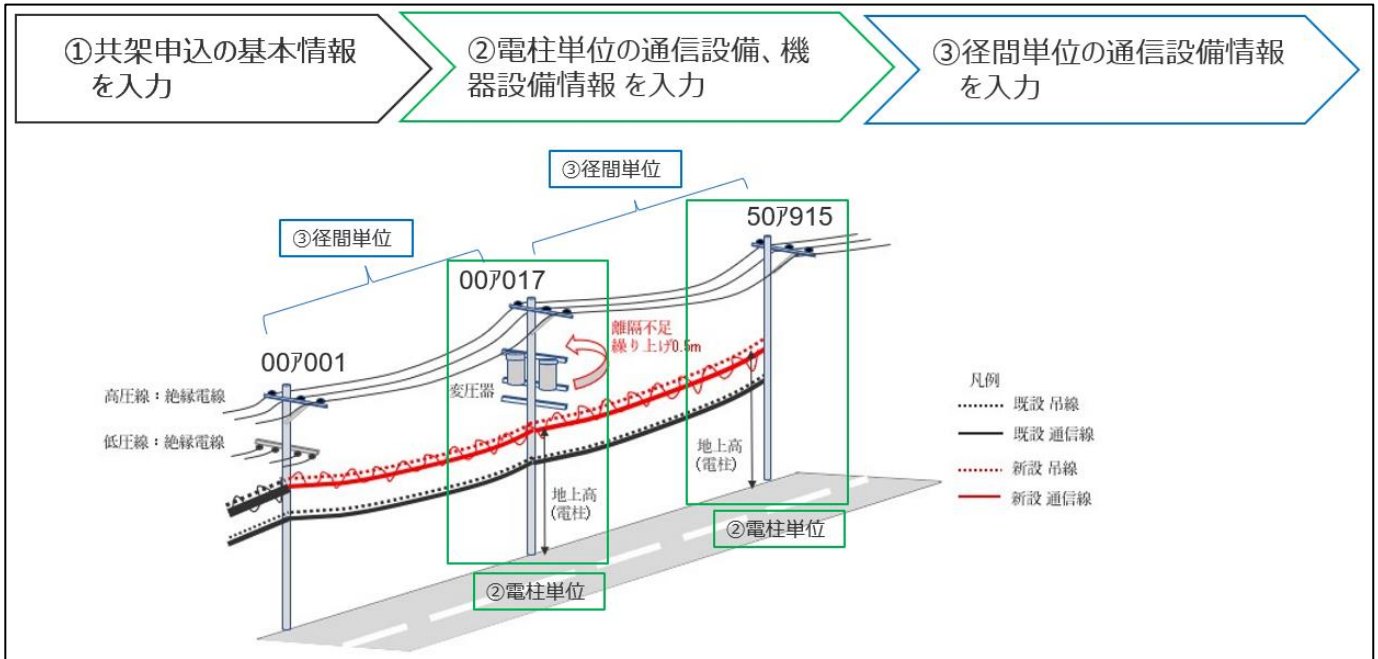 ①共架申込の基本情報
を入力
②電柱単位の通信設備、機
器設備情報 を入力
③径間単位の通信設備情報
を入力
③径間単位
50ｱ915
③径間単位
00ｱ017
離隔不足
繰り上げ0.5m
00ｱ001
変圧器
高圧線：絶縁電線
低圧線：絶縁電線
地上高
(電柱)
地上高
(電柱)
②電柱単位
②電柱単位
凡例
既設 吊線
既設 通信線
新設 吊線
新設 通信線